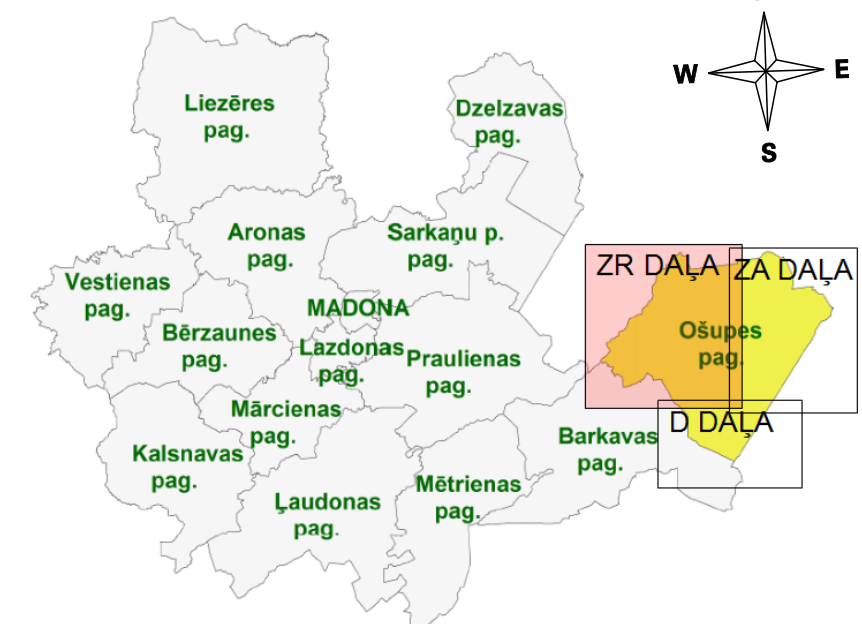 W
E
S
Liezēres
pag.
Dzelzavas
pag.
Aronas
pag.
Sarkaņu p.
pag.
ZR DAĻA
ZA DAĻA
Vestienas
pag.
MADONA
Bērzaunes
pag.
Lazdonas
pag.
Praulienas
pag.
Ošupes
pag.
Mārcienas
pag.
D DAĻA
Kalsnavas
pag.
Barkavas
pag.
Ļaudonas
pag.
Mētrienas
pag.